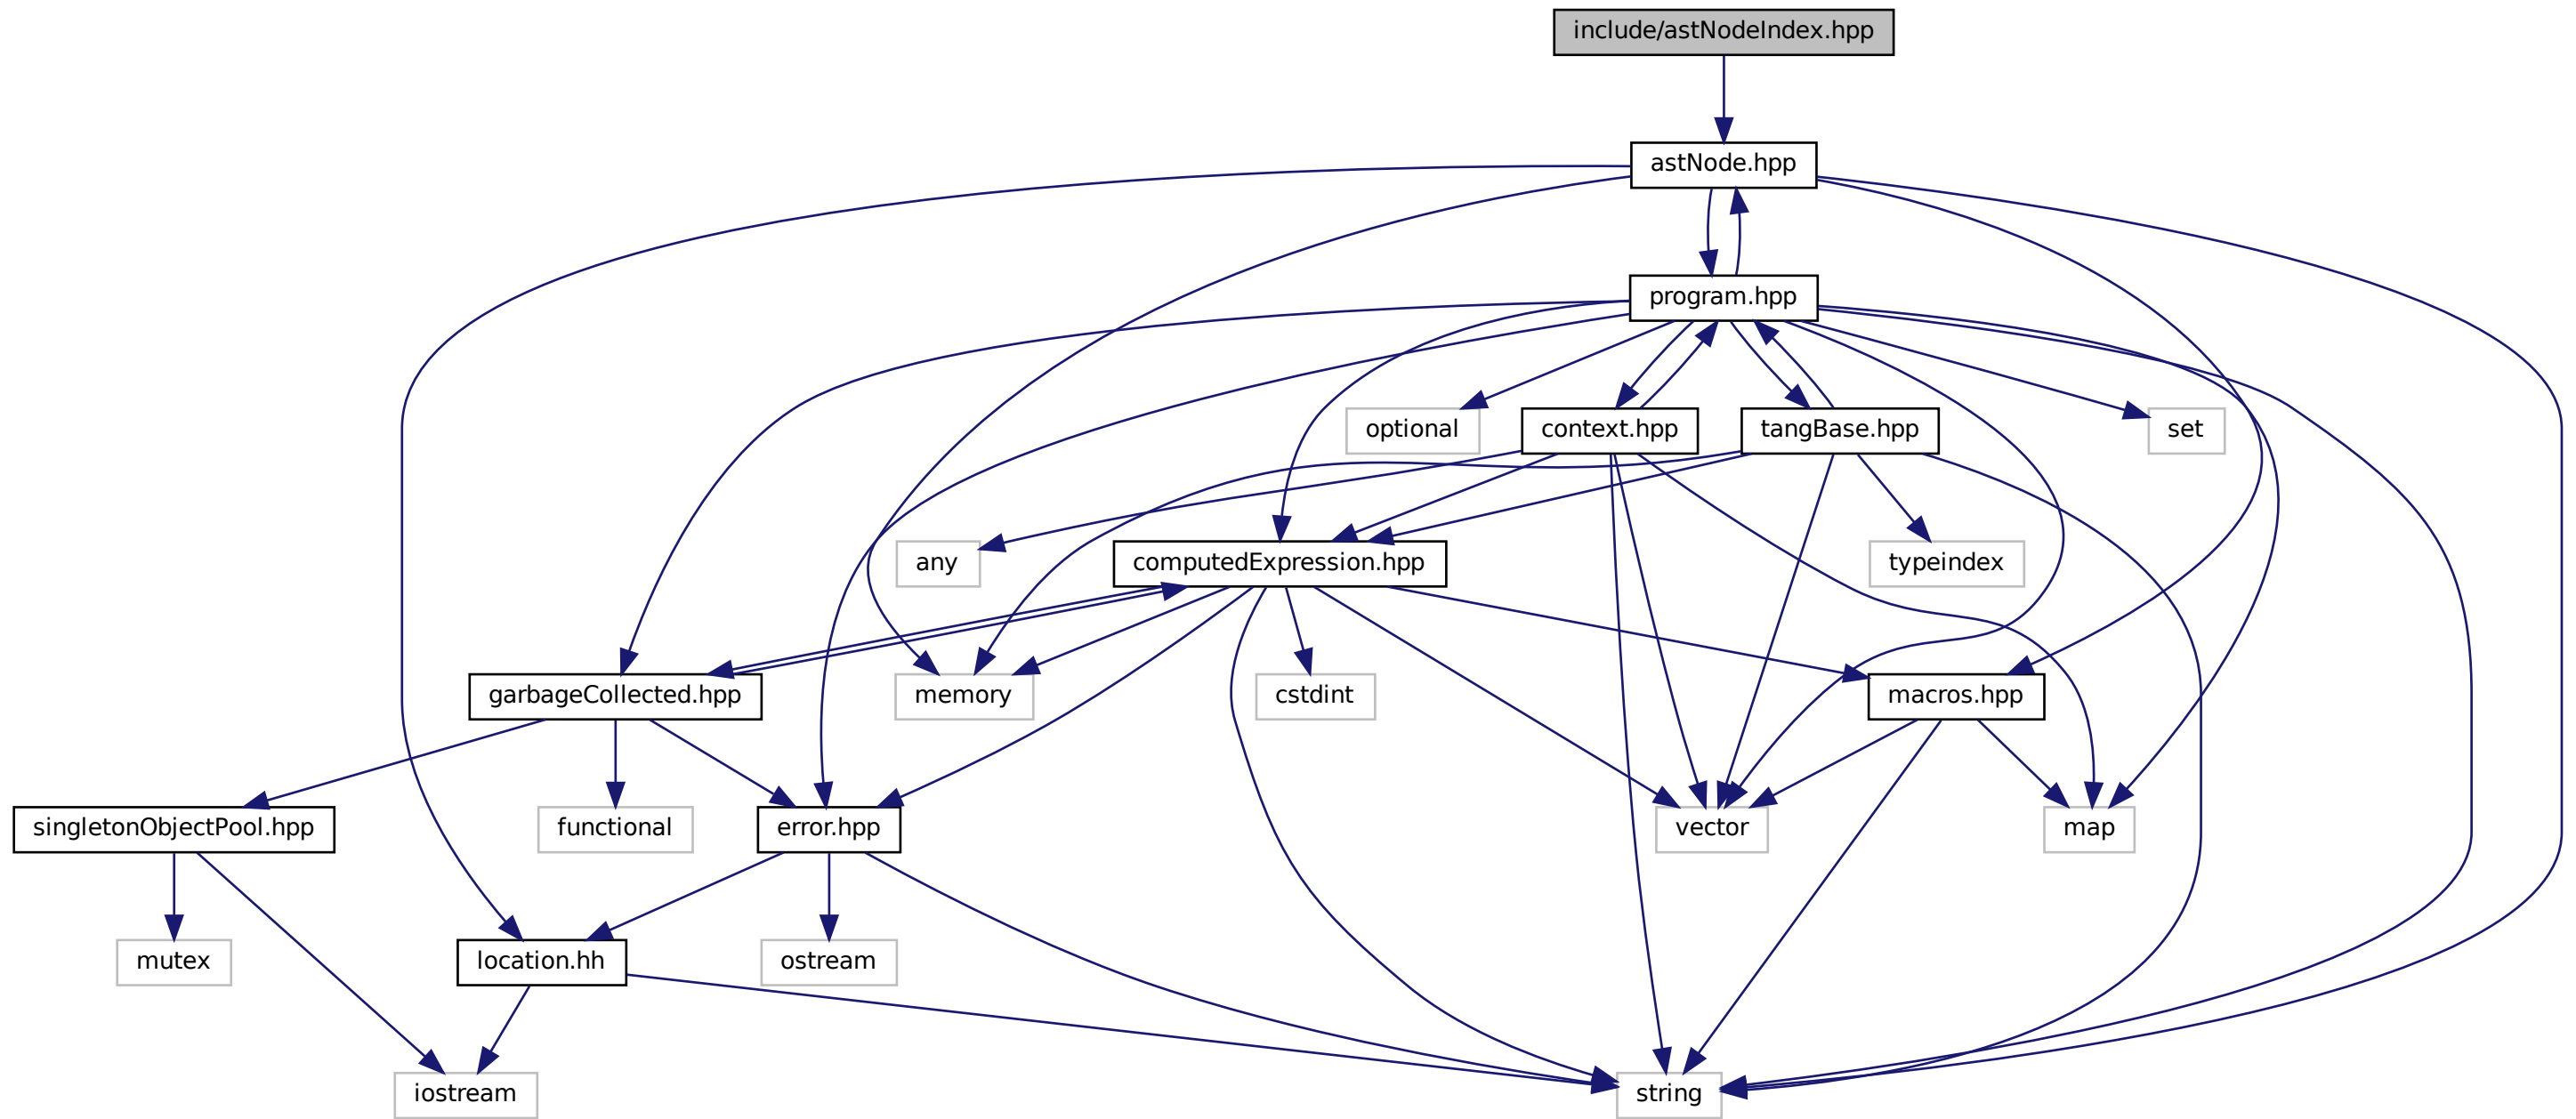 include/astNodeIndex.hpp
astNode.hpp
program.hpp
optional
context.hpp
tangBase.hpp
set
any
computedExpression.hpp
typeindex
garbageCollected.hpp
memory
cstdint
macros.hpp
singletonObjectPool.hpp
functional
error.hpp
vector
map
mutex
location.hh
ostream
iostream
string